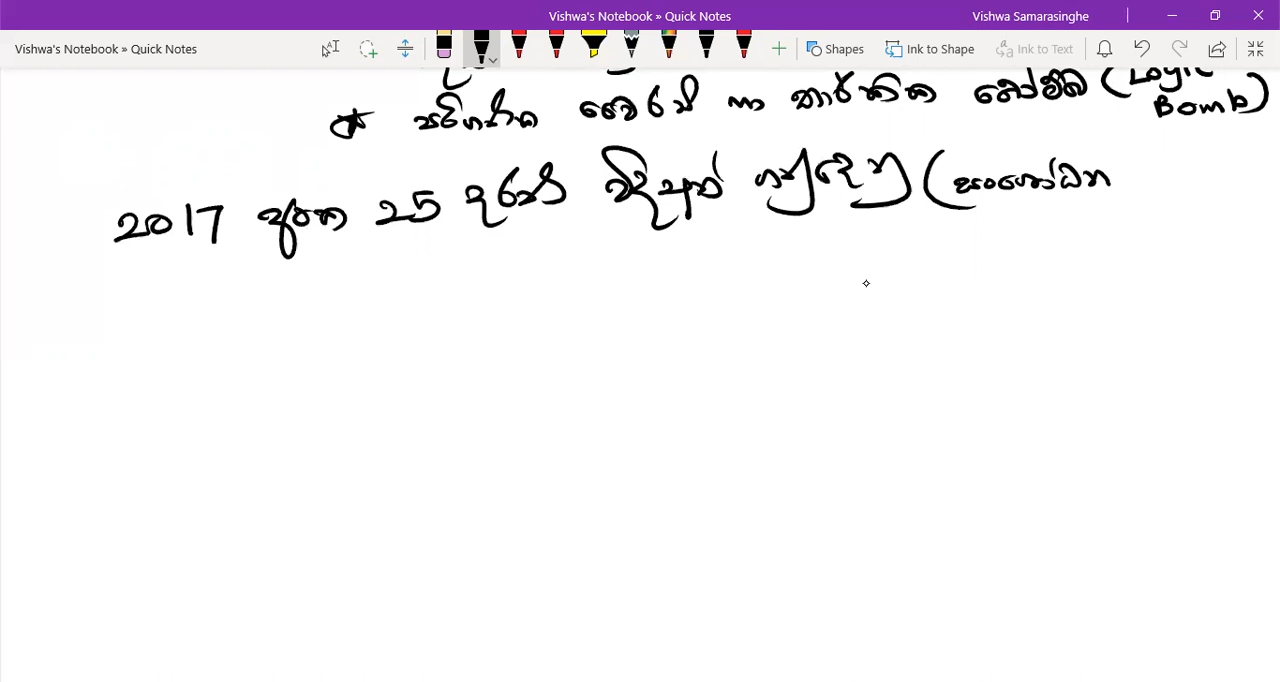 Vishwa's Notebook » Quick Notes
Vishwa Samarasinghe
Vishwa's Notebook » Quick Notes
Shapes
Ink to Shape
Ink to Text
පරිගණක වෛරස් හා තාර්කික බෝම්බ (Logic
Bomb)
2017 අංක 25 දරන විද්‍යුත් ගනුදෙනු (සංශෝධන